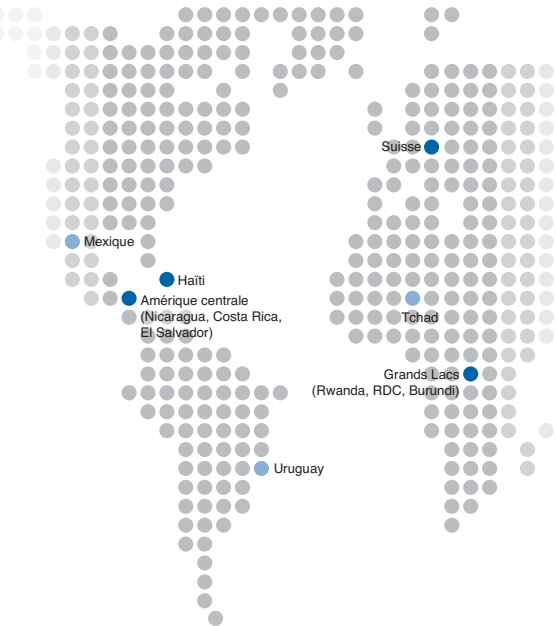 Suisse
Mexique
Haïti
Amérique centrale
(Nicaragua, Costa Rica,
El Salvador)
Tchad
Grands Lacs
(Rwanda, RDC, Burundi)
Uruguay